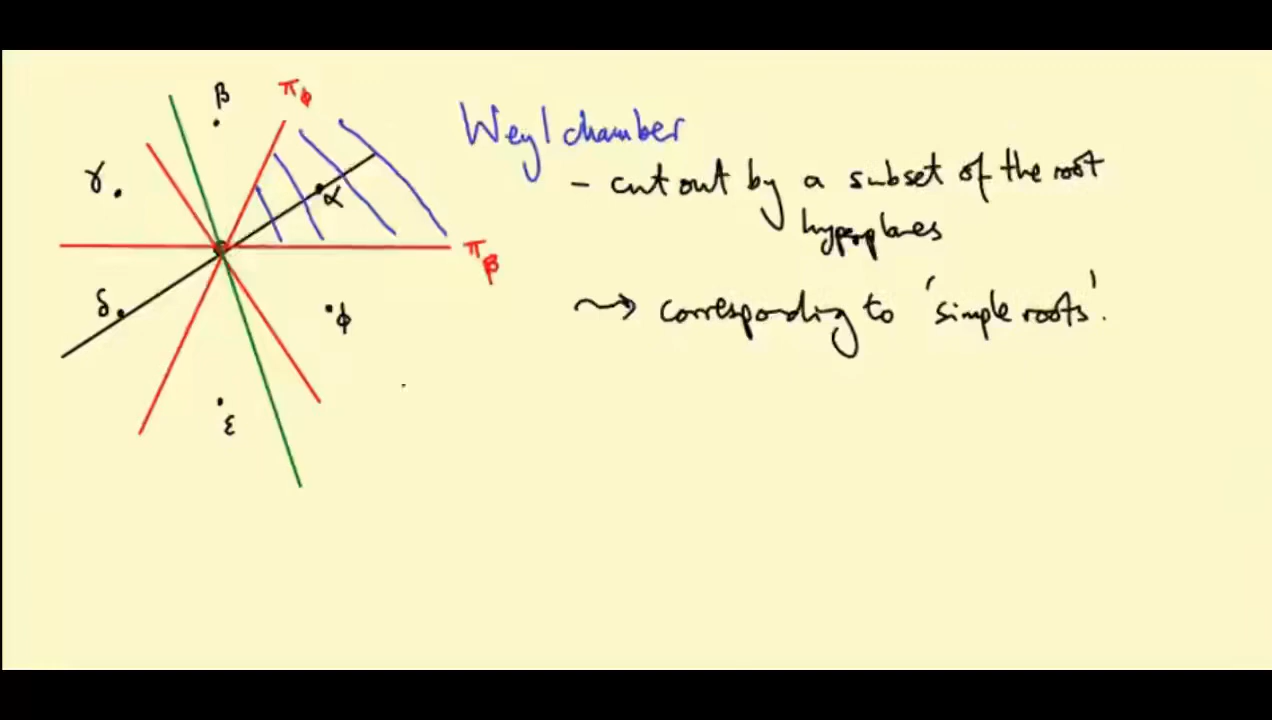 β
π_ϕ
Weyl chamber
γ
α
- cut out by a subset of the root
hyperplanes
π_β
δ
ϕ
⇝ corresponding to 'simple roots'.
ε